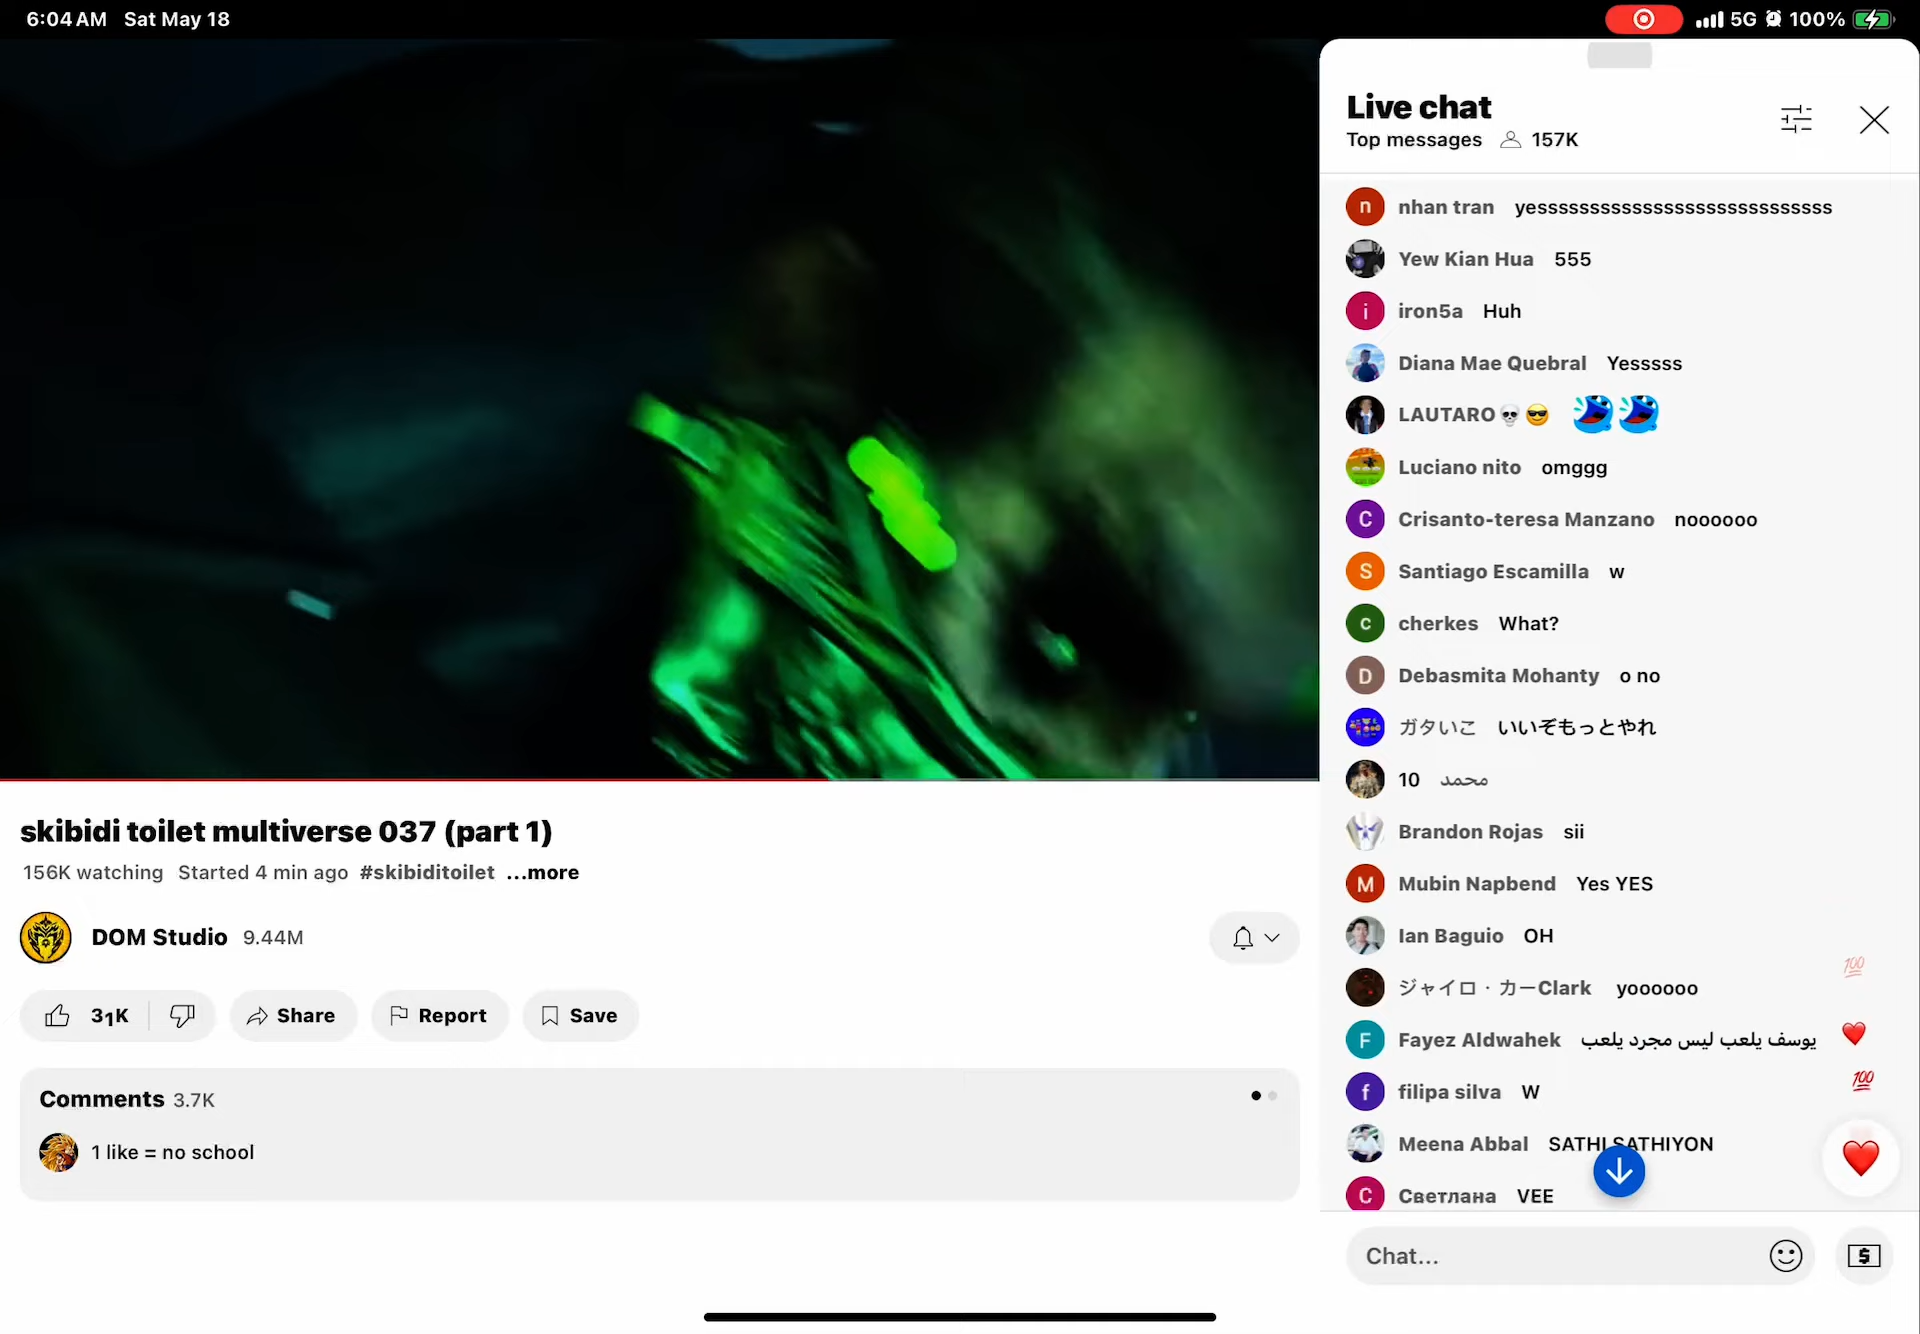 6:04 AM Sat May 18
5G 100%
Live chat
Top messages 157K
nhan tran yessssssssssssssssssssssssssss
Yew Kian Hua 555
iron5a Huh
Diana Mae Quebral Yesssss
LAUTARO💀😎
Luciano nito omggg
Crisanto-teresa Manzano noooooo
Santiago Escamilla w
cherkes What?
Debasmita Mohanty o no
ガタいこ いいぞもっとやれ
10 محمد
Brandon Rojas sii
Mubin Napbend Yes YES
Ian Baguio OH
ジャイロ・カーClark yoooooo
Fayez Aldwahek يوسف يلعب ليس مجرد يلعب
filipa silva W
Meena Abbal SATHI SATHIYON
Светлана VEE
Chat...
skibidi toilet multiverse 037 (part 1)
156K watching Started 4 min ago #skibiditoilet ...more
DOM Studio 9.44M
31K Share Report Save
Comments 3.7K
1 like = no school